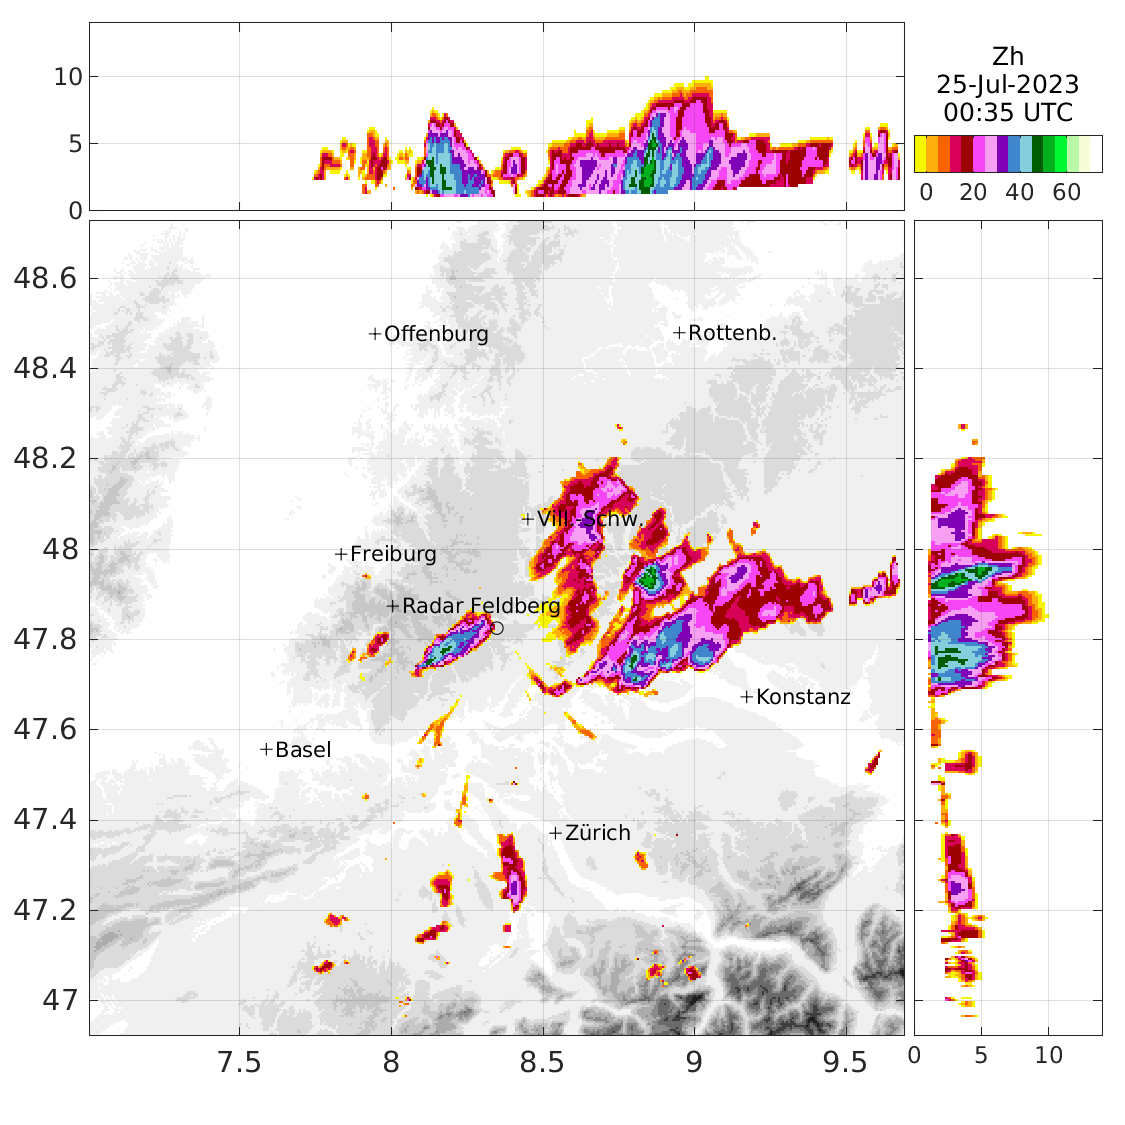 10
5
0
Zh
25-Jul-2023
00:35 UTC
0
20
40
60
48.6
48.4
48.2
48
47.8
47.6
47.4
47.2
47
+Offenburg
+Rottenb.
+Vill.-Schw.
+Freiburg
+Radar Feldberg
+Konstanz
+Basel
+Zürich
7.5
8
8.5
9
9.5
0
5
10